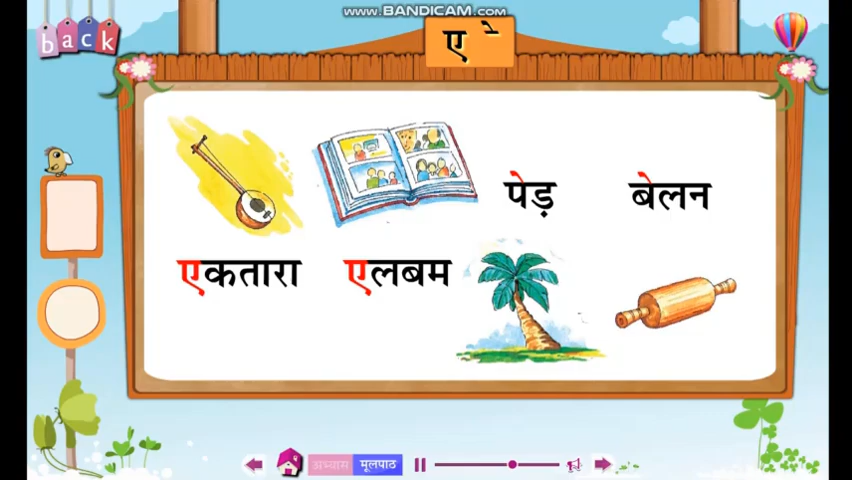 www.BANDICAM.com
back
ए े
पेड़ बेलन
एकतारा एलबम
अभ्यास मूलपाठ